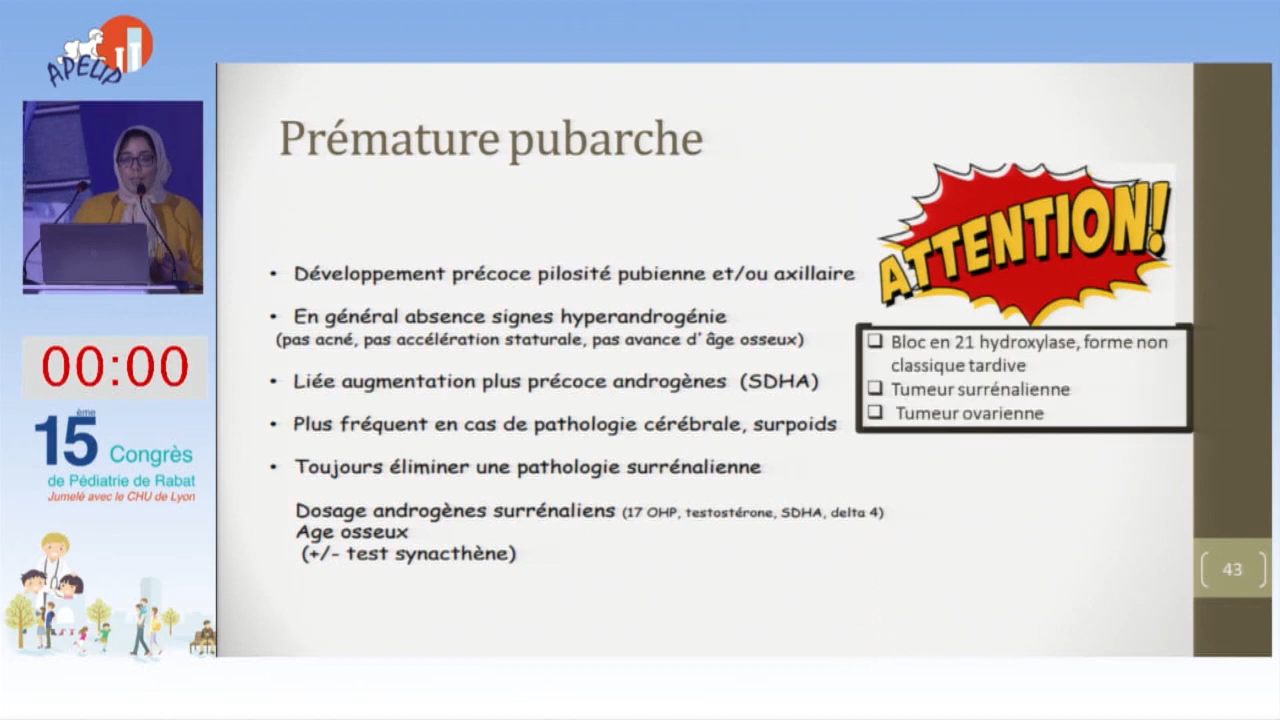 APEUP
00:00
15 ème Congrès
de Pédiatrie de Rabat
Jumelé avec le CHU de Lyon
Prémature pubarche
• Développement précoce pilosité pubienne et/ou axillaire
• En général absence signes hyperandrogénie
(pas acné, pas accélération staturale, pas avance d' âge osseux)
• Liée augmentation plus précoce androgènes (SDHA)
• Plus fréquent en cas de pathologie cérébrale, surpoids
• Toujours éliminer une pathologie surrénalienne
Dosage androgènes surrénaliens (17 OHP, testostérone, SDHA, delta 4)
Age osseux
(+/- test synacthène)
ATTENTION!
Bloc en 21 hydroxylase, forme non
classique tardive
Tumeur surrénalienne
Tumeur ovarienne
43